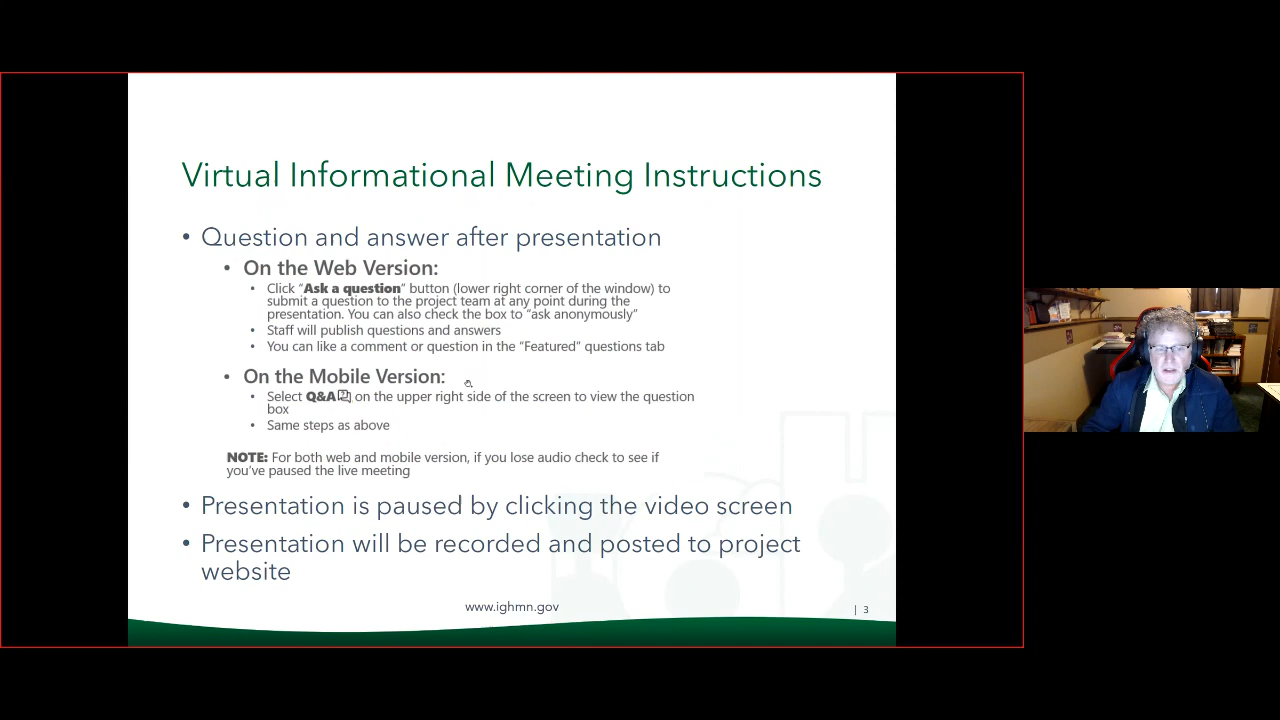 Virtual Informational Meeting Instructions
• Question and answer after presentation
• On the Web Version:
• Click “Ask a question” button (lower right corner of the window) to
submit a question to the project team at any point during the
presentation. You can also check the box to “ask anonymously”
• Staff will publish questions and answers
• You can like a comment or question in the “Featured” questions tab
• On the Mobile Version:
• Select Q&A on the upper right side of the screen to view the question
box
• Same steps as above
NOTE: For both web and mobile version, if you lose audio check to see if
you’ve paused the live meeting
• Presentation is paused by clicking the video screen
• Presentation will be recorded and posted to project
website
www.ighmn.gov
| 3